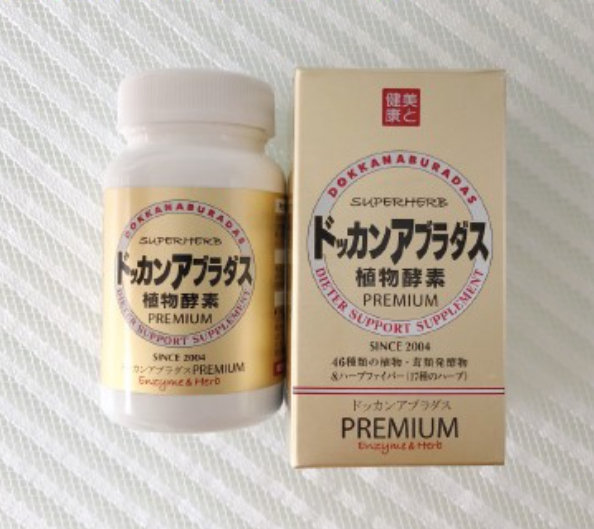 DOKKANABURADAS
SUPERHERB
ドッカンアブラダス
植物酵素
PREMIUM
DIETER SUPPORT SUPPLEMENT
SINCE 2004
ドッカンアブラダスPREMIUM
Enzyme & Herb
美と
健康
DOKKANABURADAS
SUPERHERB
ドッカンアブラダス
植物酵素
PREMIUM
DIETER SUPPORT SUPPLEMENT
SINCE 2004
46種類の植物・苺類発酵物
&ハーブファイバー(17種のハーブ)
ドッカンアブラダス
PREMIUM
Enzyme & Herb